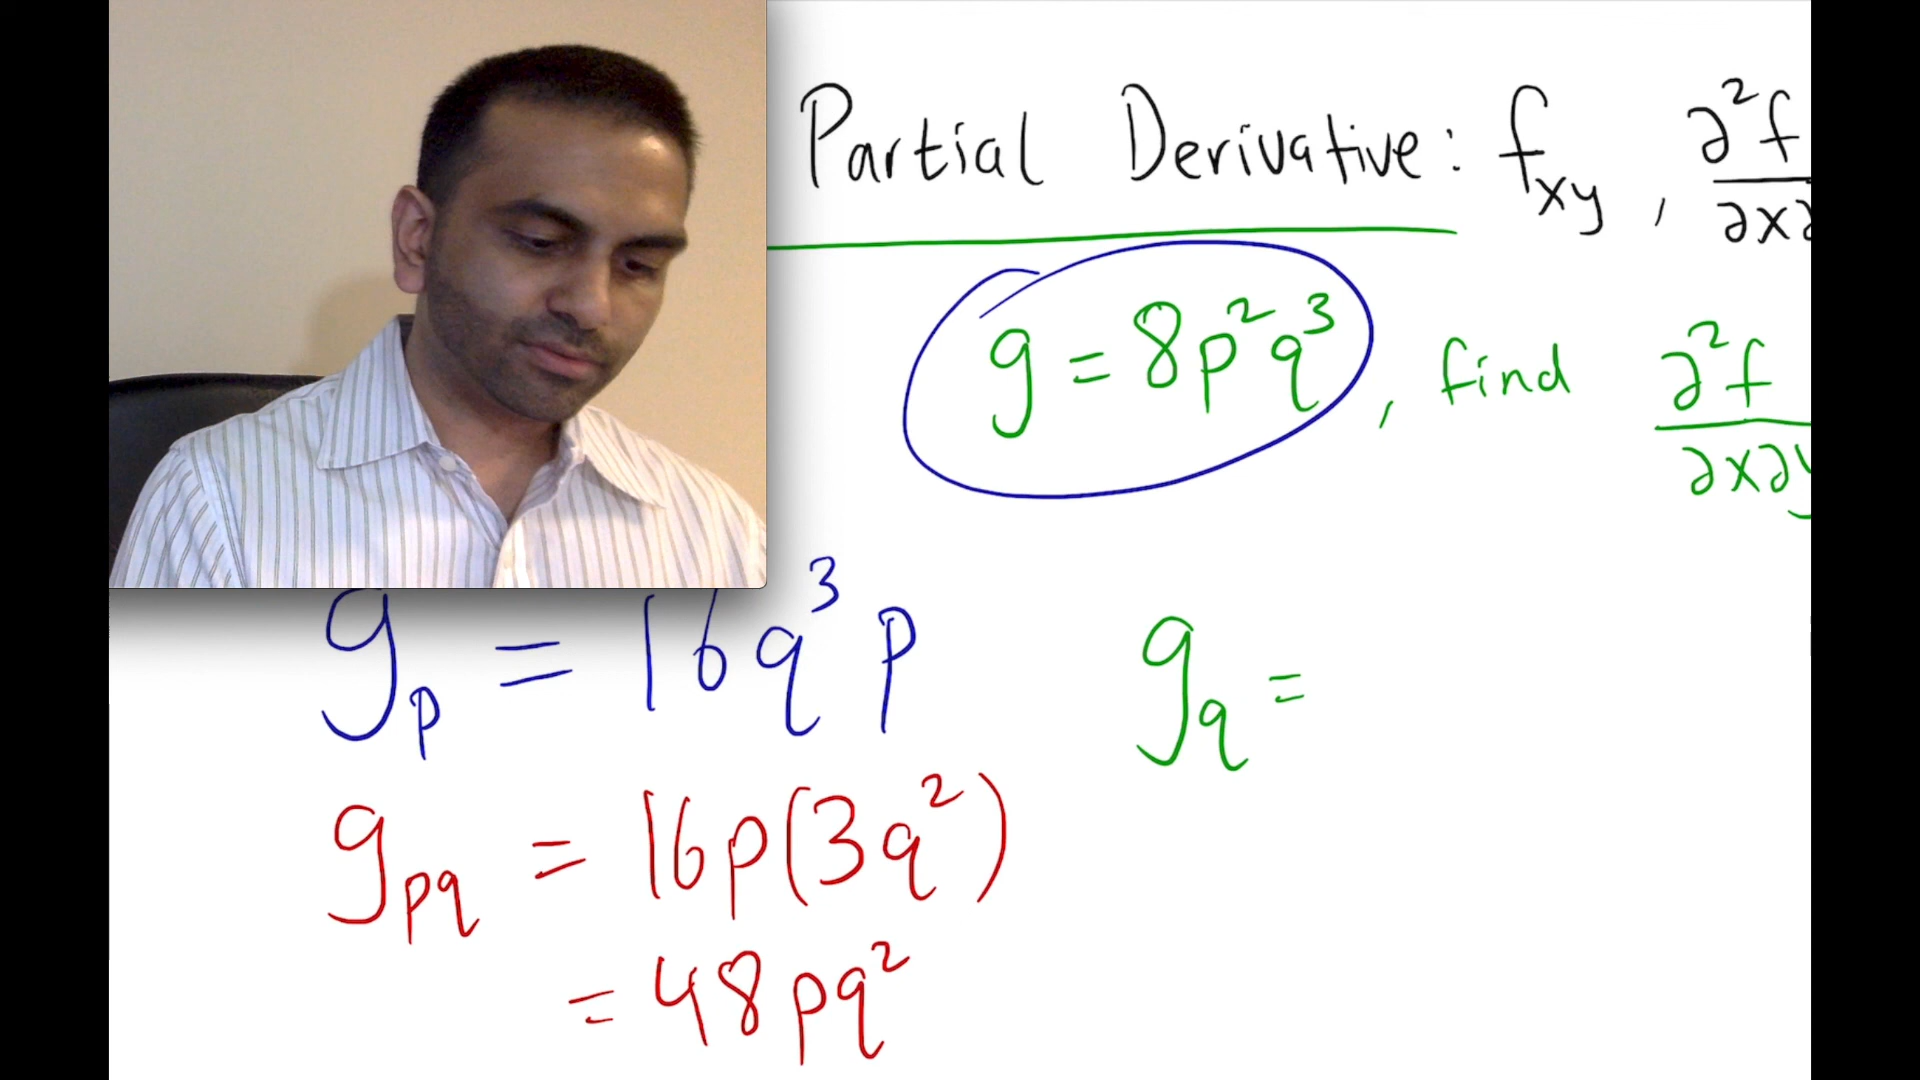 Partial Derivative: f_xy, ∂²f/∂x∂
g = 8p²q³, find ∂²f/∂x∂y
g_p = 16q³p
g_q =
g_pq = 16p(3q²)
= 48pq²